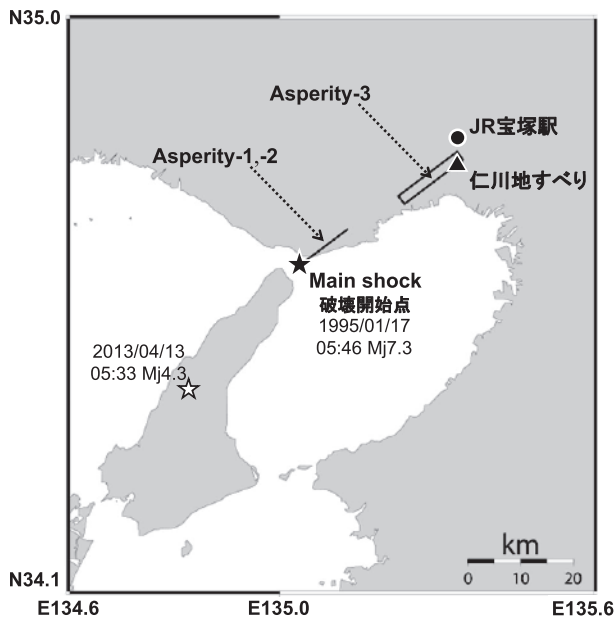 N35.0
Asperity-3
JR宝塚駅
Asperity-1,-2
仁川地すべり
Main shock
破壊開始点
1995/01/17
05:46 Mj7.3
2013/04/13
05:33 Mj4.3
km
0 10 20
N34.1
E134.6 E135.0 E135.6